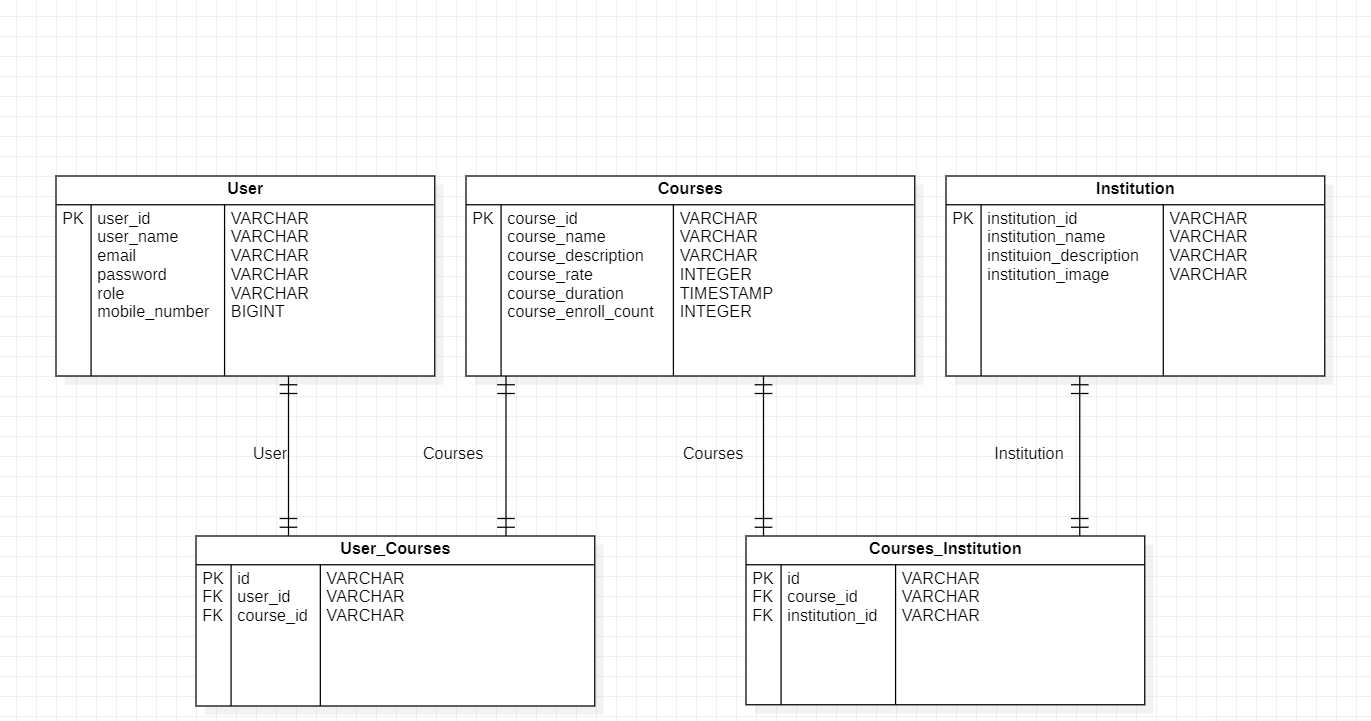 User
PK user_id VARCHAR
user_name VARCHAR
email VARCHAR
password VARCHAR
role VARCHAR
mobile_number BIGINT
Courses
PK course_id VARCHAR
course_name VARCHAR
course_description VARCHAR
course_rate INTEGER
course_duration TIMESTAMP
course_enroll_count INTEGER
Institution
PK institution_id VARCHAR
institution_name VARCHAR
instituion_description VARCHAR
institution_image VARCHAR
User
Courses
Courses
Institution
User_Courses
PK id VARCHAR
FK user_id VARCHAR
FK course_id VARCHAR
Courses_Institution
PK id VARCHAR
FK course_id VARCHAR
FK institution_id VARCHAR